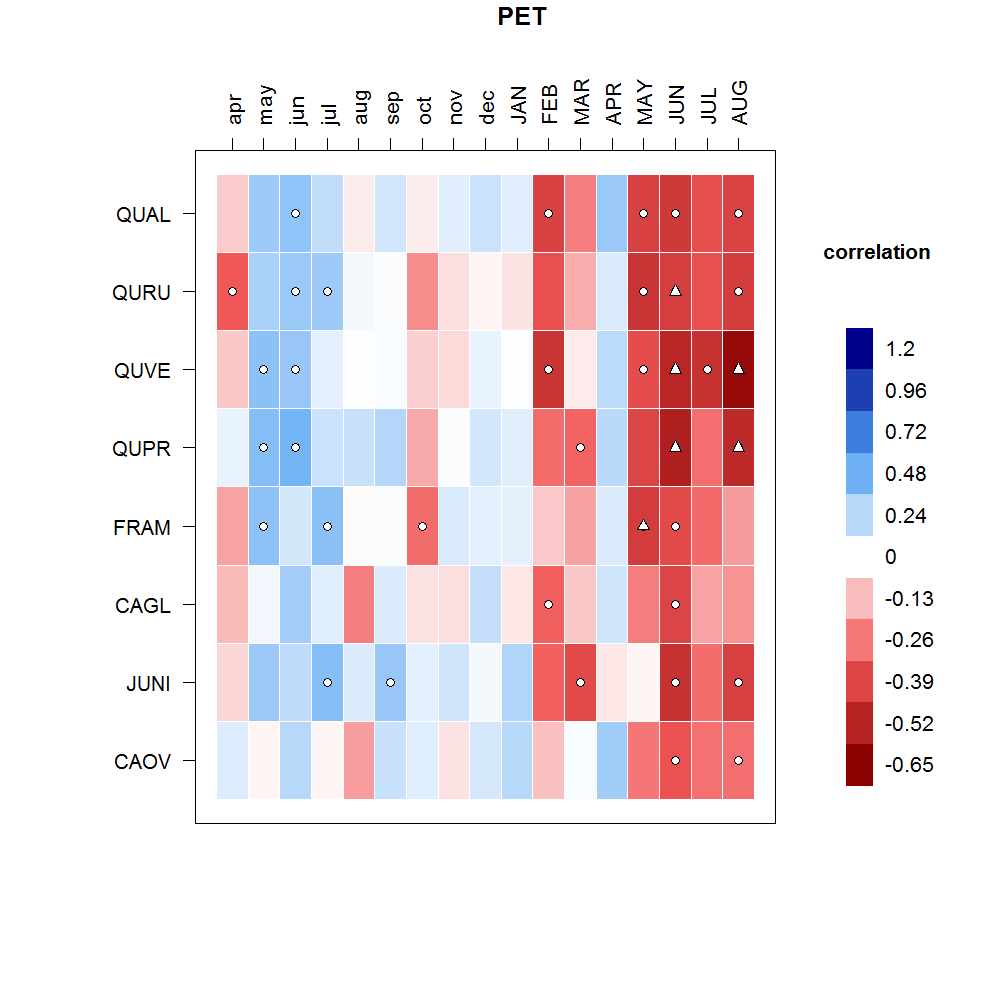 PET
apr may jun jul aug sep oct nov dec JAN FEB MAR APR MAY JUN JUL AUG
QUAL
QURU
QUVE
QUPR
FRAM
CAGL
JUNI
CAOV
correlation
1.2
0.96
0.72
0.48
0.24
0
-0.13
-0.26
-0.39
-0.52
-0.65